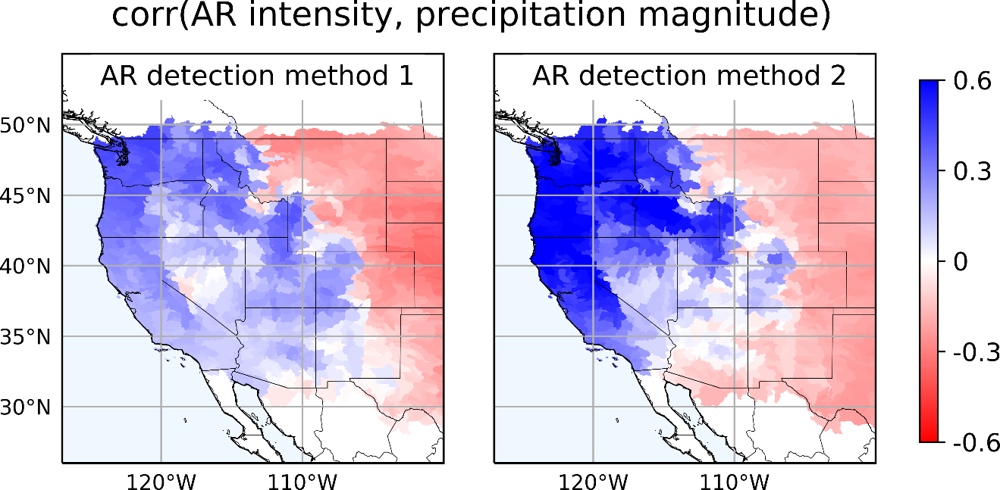 corr(AR intensity, precipitation magnitude)
AR detection method 1
AR detection method 2
50°N
45°N
40°N
35°N
30°N
120°W
110°W
120°W
110°W
0.6
0.3
0
-0.3
-0.6